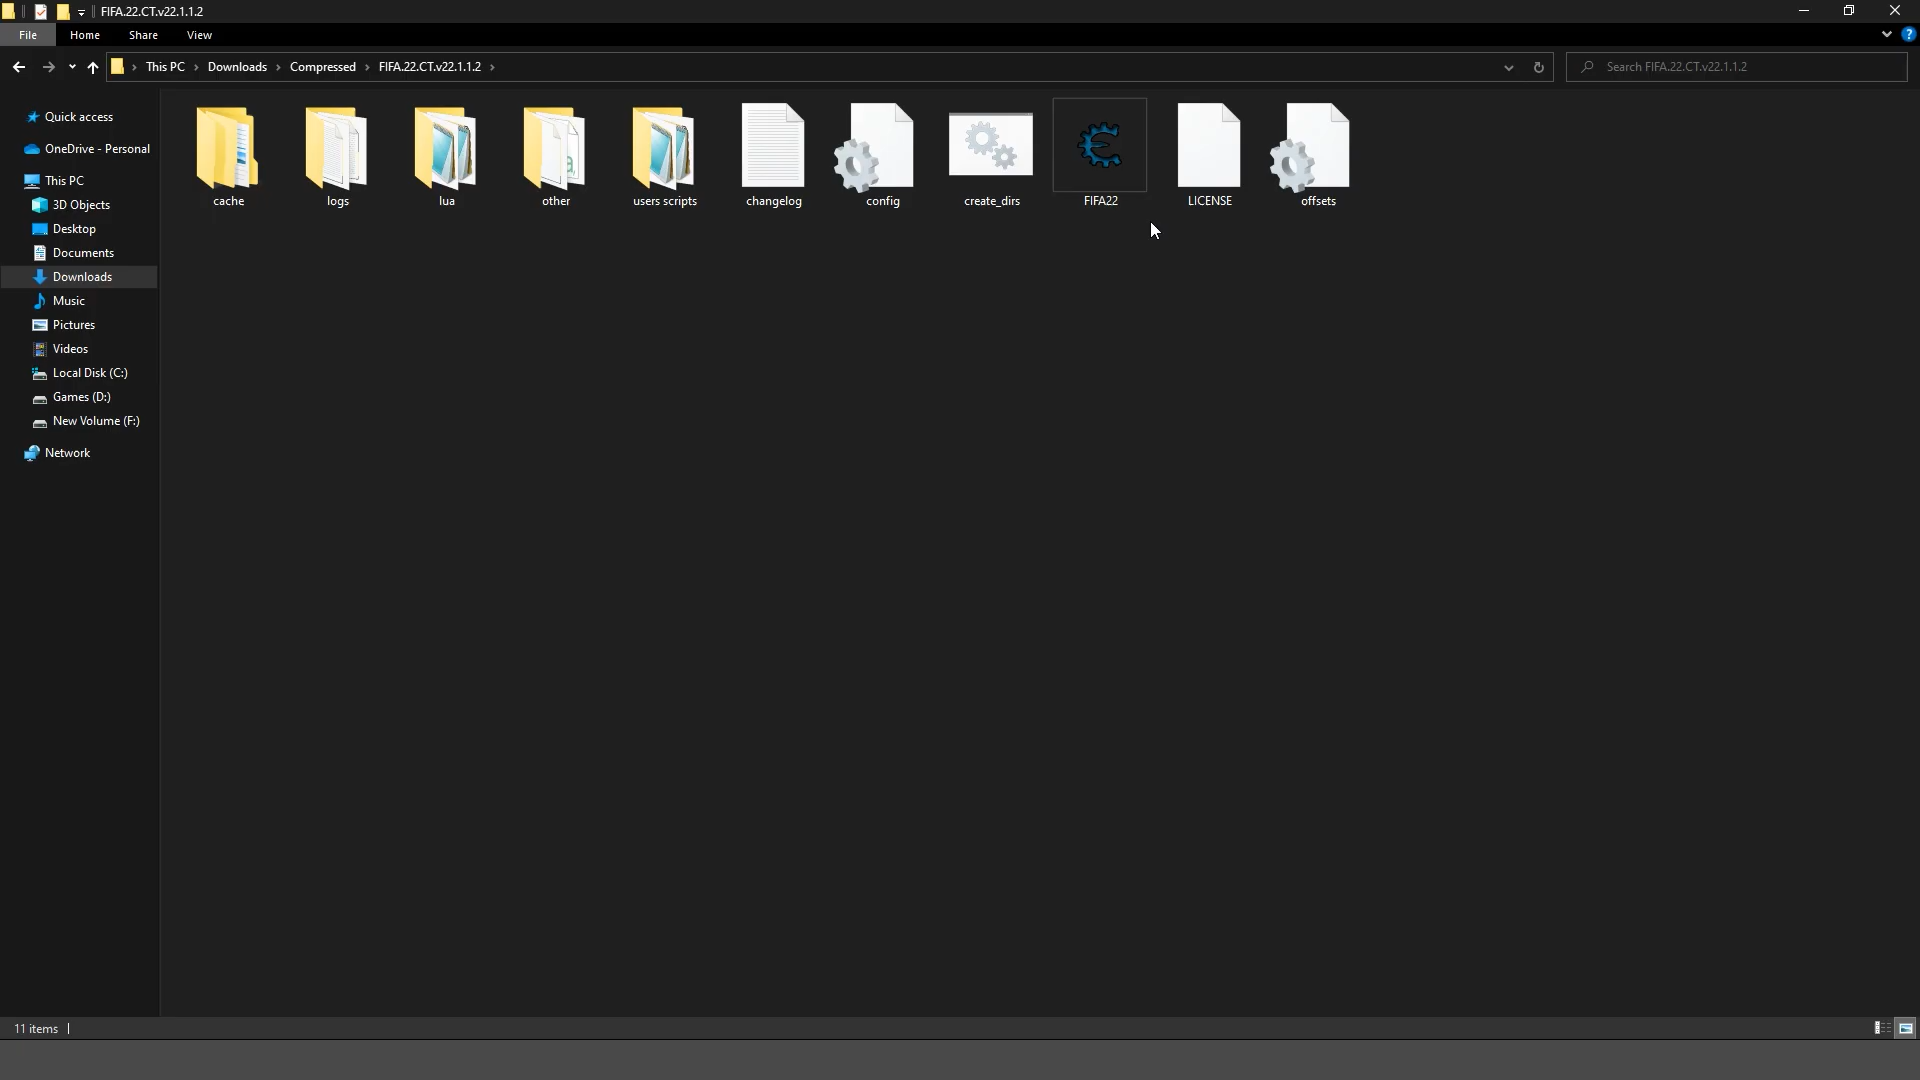 FIFA.22.CT.v22.1.1.2
File Home Share View
This PC Downloads Compressed FIFA.22.CT.v22.1.1.2
Search FIFA.22.CT.v22.1.1.2
Quick access
OneDrive - Personal
This PC
3D Objects
Desktop
Documents
Downloads
Music
Pictures
Videos
Local Disk (C:)
Games (D:)
New Volume (F:)
Network
cache logs lua other users scripts changelog config create_dirs FIFA22 LICENSE offsets
11 items